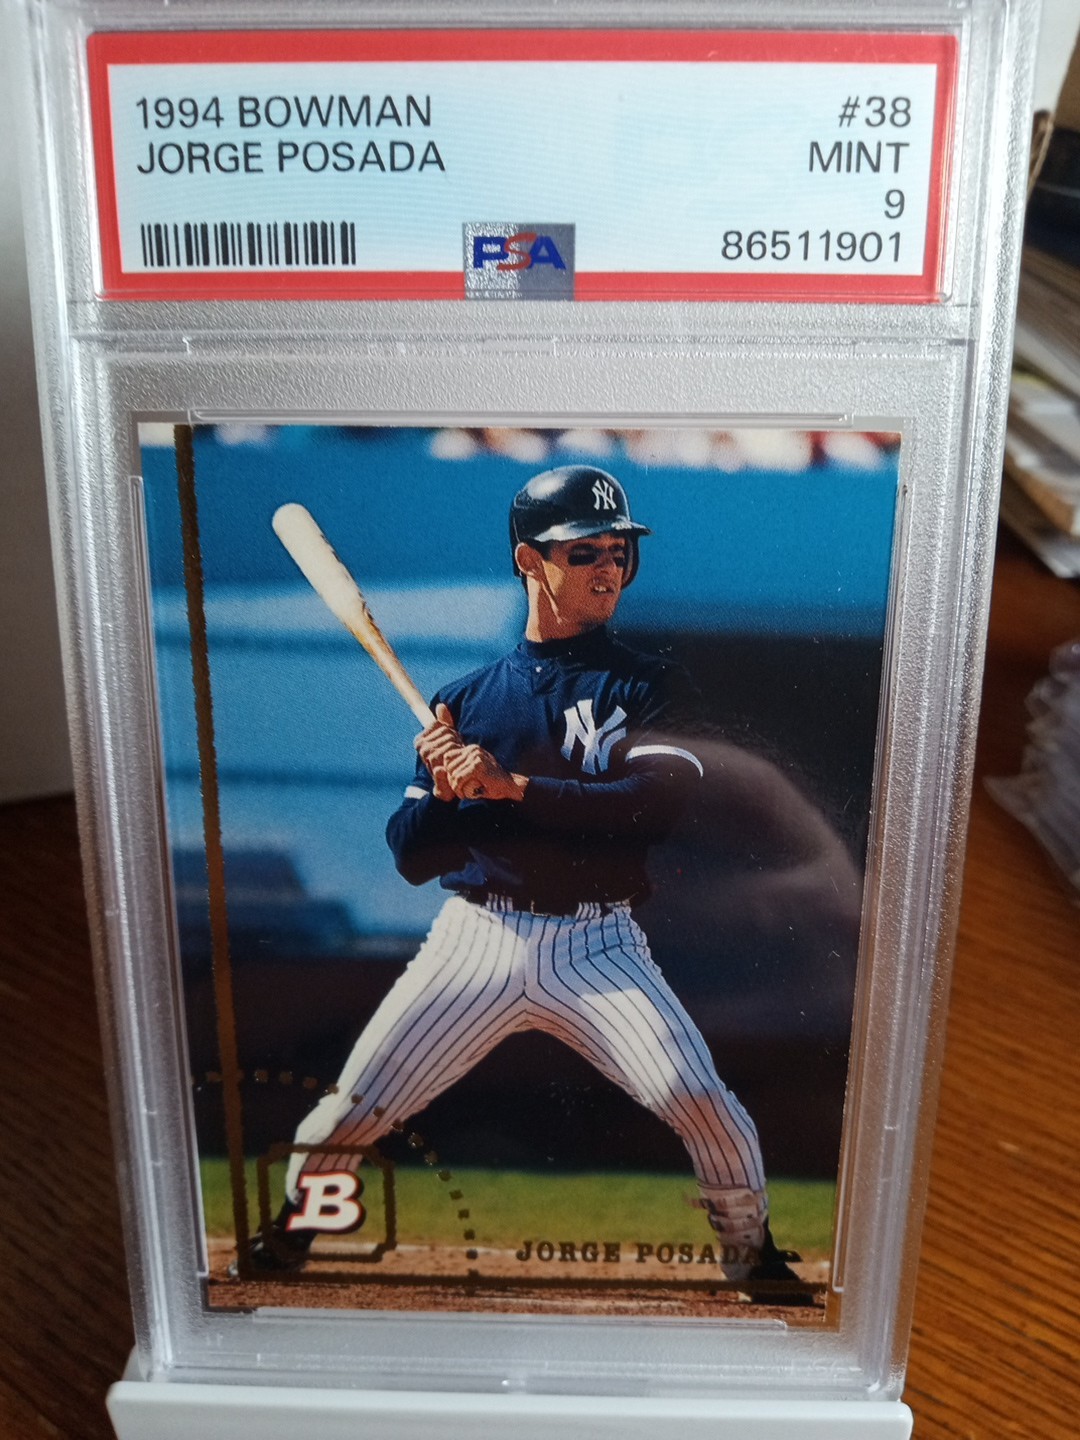 1994 BOWMAN #38
JORGE POSADA MINT
9
PSA 86511901
NY
NY
B
JORGE POSADA